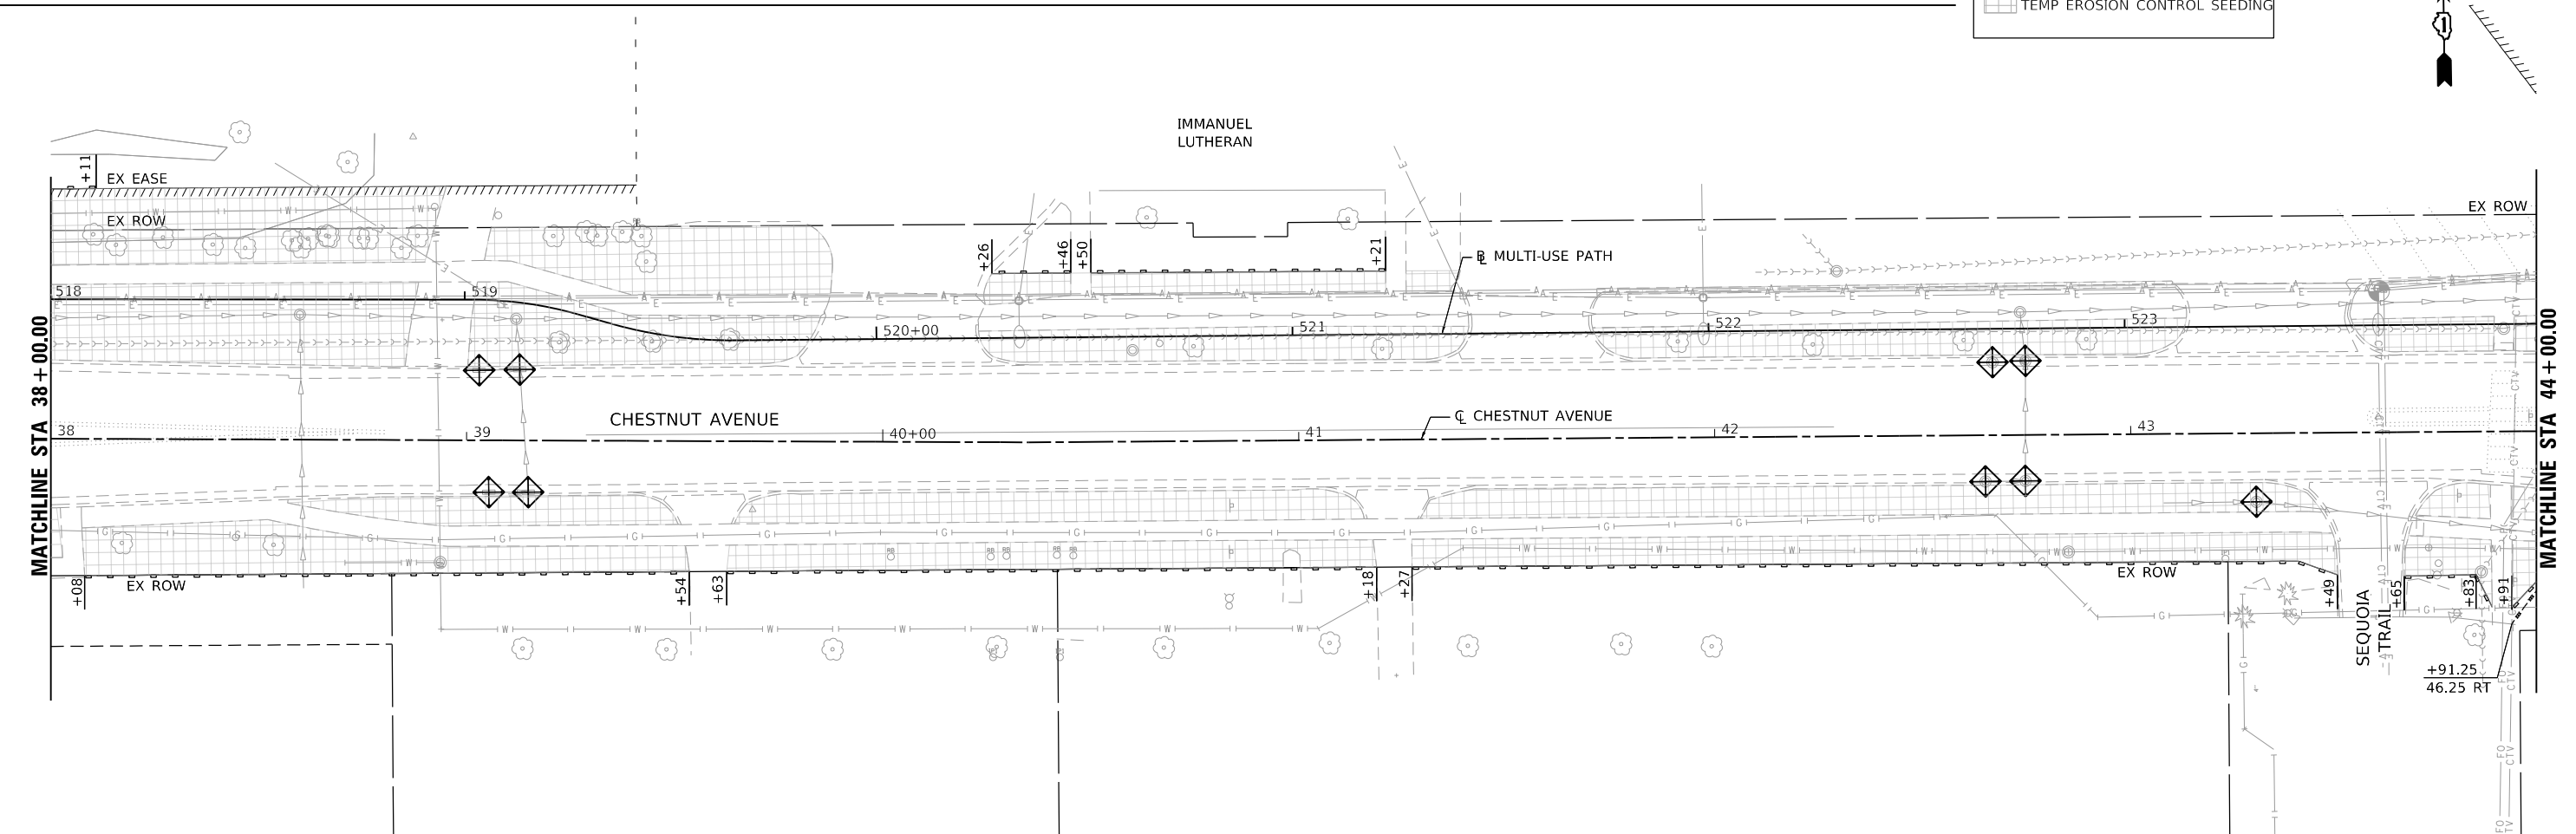 TEMP EROSION CONTROL SEEDING
1
IMMANUEL
LUTHERAN
+11
EX EASE
EX ROW
EX ROW
+26
+46
+50
+21
BL MULTI-USE PATH
518
519
520+00
521
522
523
MATCHLINE STA 38+00.00
MATCHLINE STA 44+00.00
CHESTNUT AVENUE
CL CHESTNUT AVENUE
38
39
40+00
41
42
43
+08
EX ROW
+54
+63
+18
+27
EX ROW
+49
SEQUOIA
TRAIL
+65
+83
+91
+91.25
46.25 RT